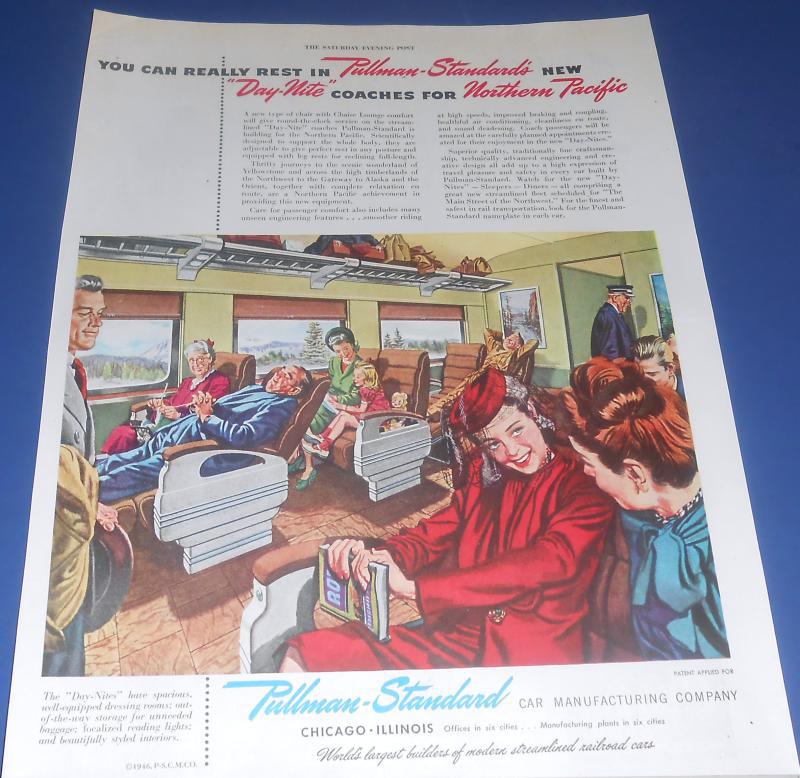 THE SATURDAY EVENING POST
YOU CAN REALLY REST IN Pullman-Standard's NEW
"Day-Nite" COACHES FOR Northern Pacific
A new type of chair with Chaise Lounge comfort
will give round-the-clock service on the stream-
lined "Day-Nite" coaches Pullman-Standard is
building for the Northern Pacific. Scientifically
designed to support the whole body, they are
adjustable to give perfect rest in any posture and
equipped with leg rests for reclining full-length.
Thrifty journeys to the scenic wonderland of
Yellowstone and across the high timberlands of
the Northwest to the Gateway to Alaska and the
Orient, together with complete relaxation en
route, are a Northern Pacific achievement in
providing this new equipment.
Care for passenger comfort also includes many
unseen engineering features . . . smoother riding
at high speeds, improved braking and coupling,
healthful air conditioning, cleanliness en route,
and sound deadening. Coach passengers will be
amazed at the carefully planned appointments cre-
ated for their enjoyment in the new "Day-Nites."
Superior quality, traditionally fine craftsman-
ship, technically advanced engineering and cre-
ative design all add up to a high expression of
travel pleasure and safety in every car built by
Pullman-Standard. Watch for the new "Day-
Nites" — Sleepers — Diners — all comprising a
great new streamlined fleet scheduled for "The
Main Street of the Northwest." For the finest and
safest in rail transportation, look for the Pullman-
Standard nameplate in each car.
RO
PATENT APPLIED FOR
The "Day-Nites" have spacious,
well-equipped dressing rooms; out-
of-the-way storage for unneeded
baggage; localized reading lights;
and beautifully styled interiors.
©1946, P-S.C.M.CO.
Pullman-Standard CAR MANUFACTURING COMPANY
CHICAGO · ILLINOIS Offices in six cities . . . Manufacturing plants in six cities
World's largest builders of modern streamlined railroad cars